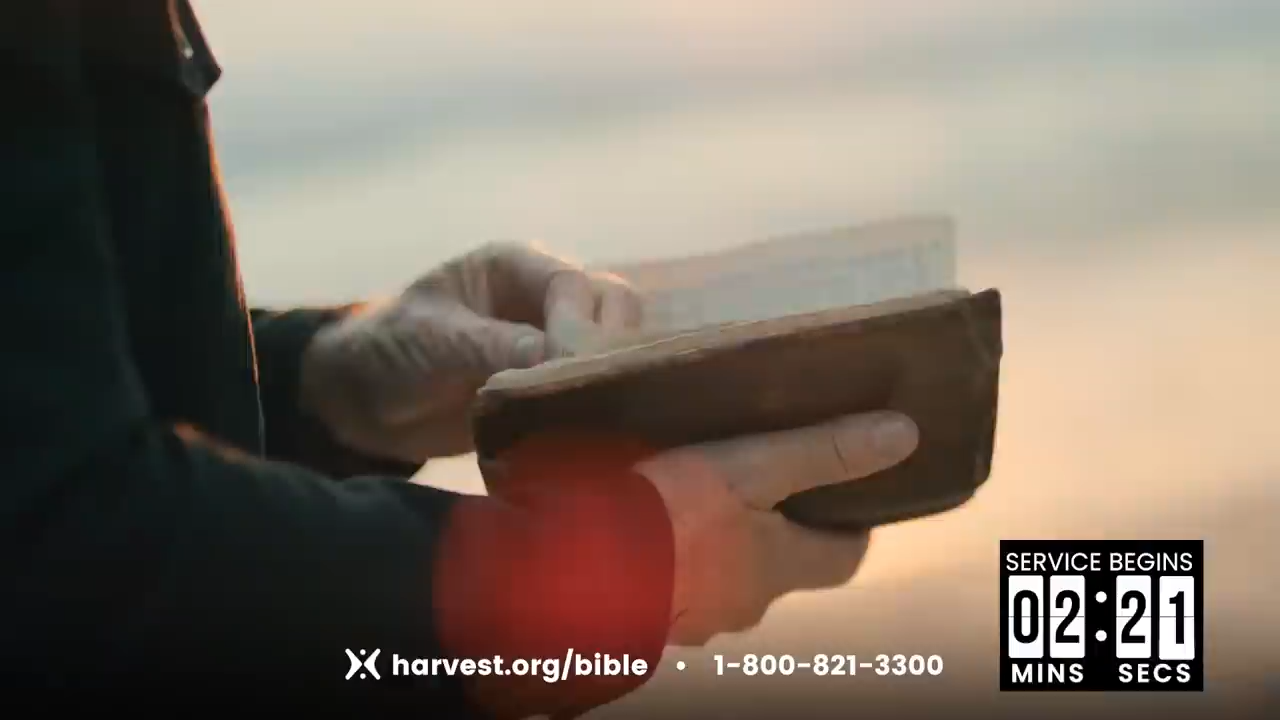 SERVICE BEGINS
02:21
MINS SECS
harvest.org/bible • 1-800-821-3300